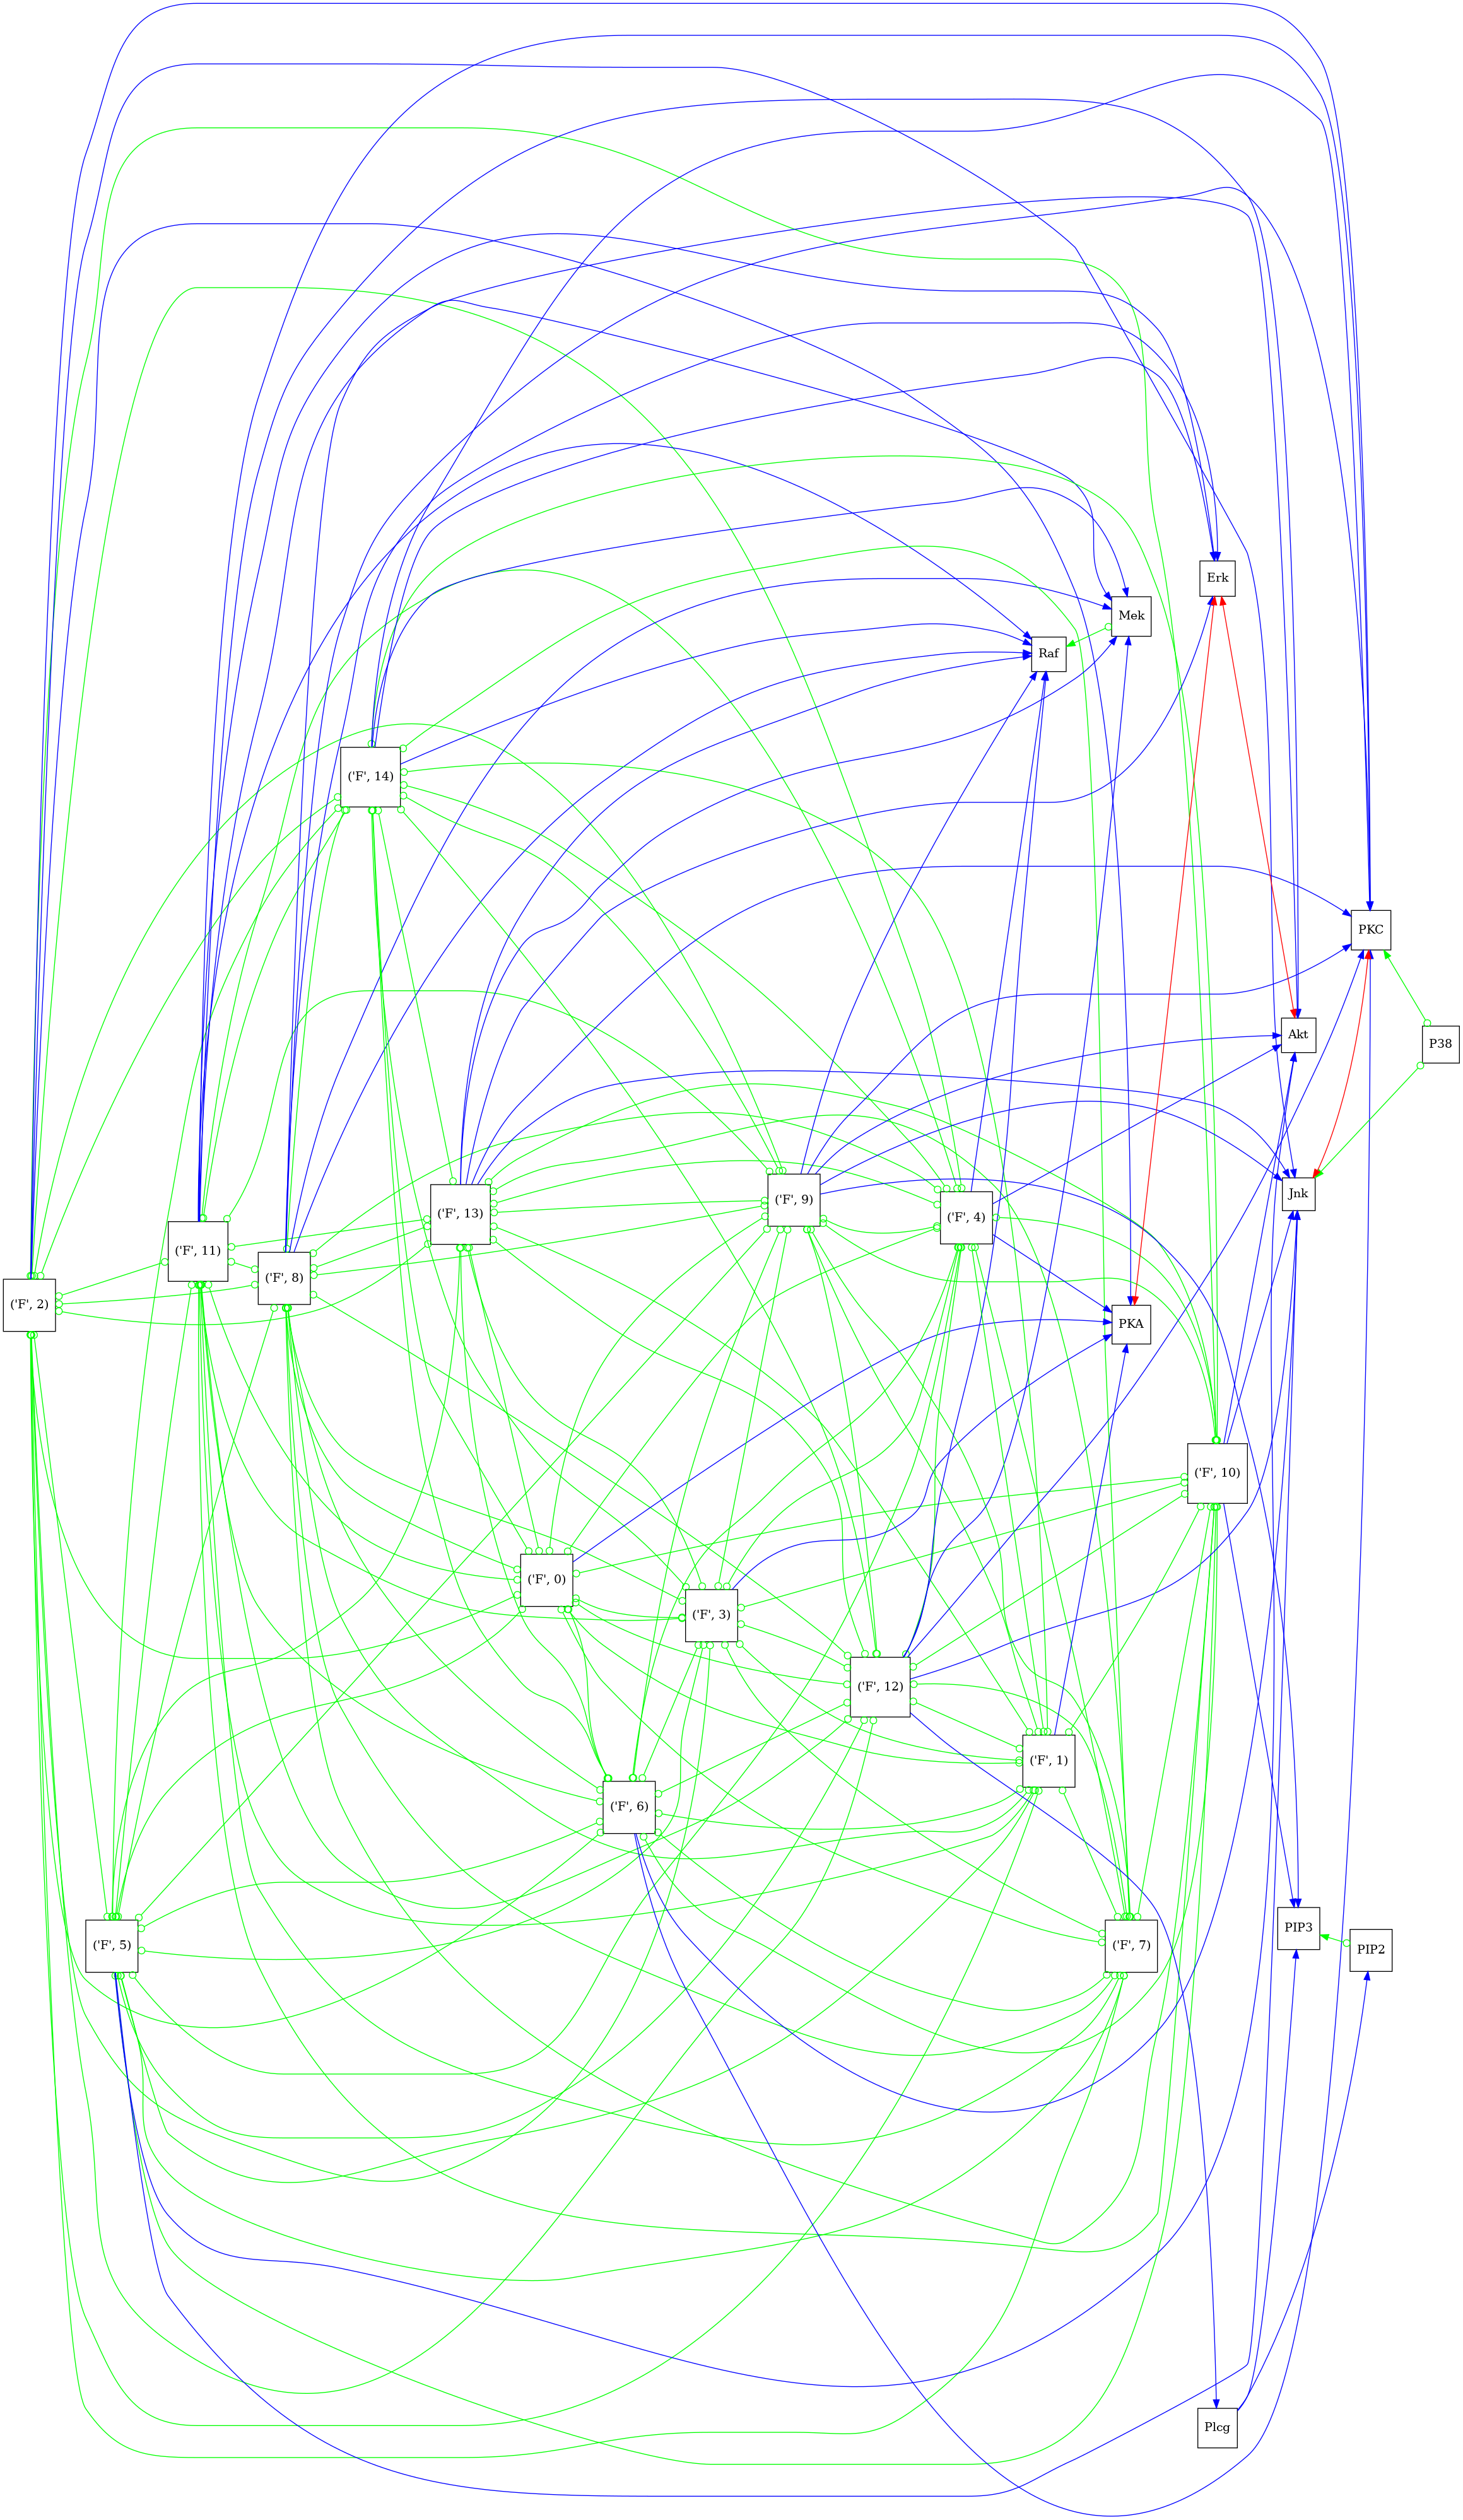 Erk
Mek
Raf
('F', 14)
PKC
Akt
P38
('F', 9)
Jnk
('F', 13)
('F', 4)
('F', 11)
('F', 8)
('F', 2)
PKA
('F', 10)
('F', 0)
('F', 3)
('F', 12)
('F', 1)
('F', 6)
PIP3
('F', 5)
('F', 7)
PIP2
Plcg